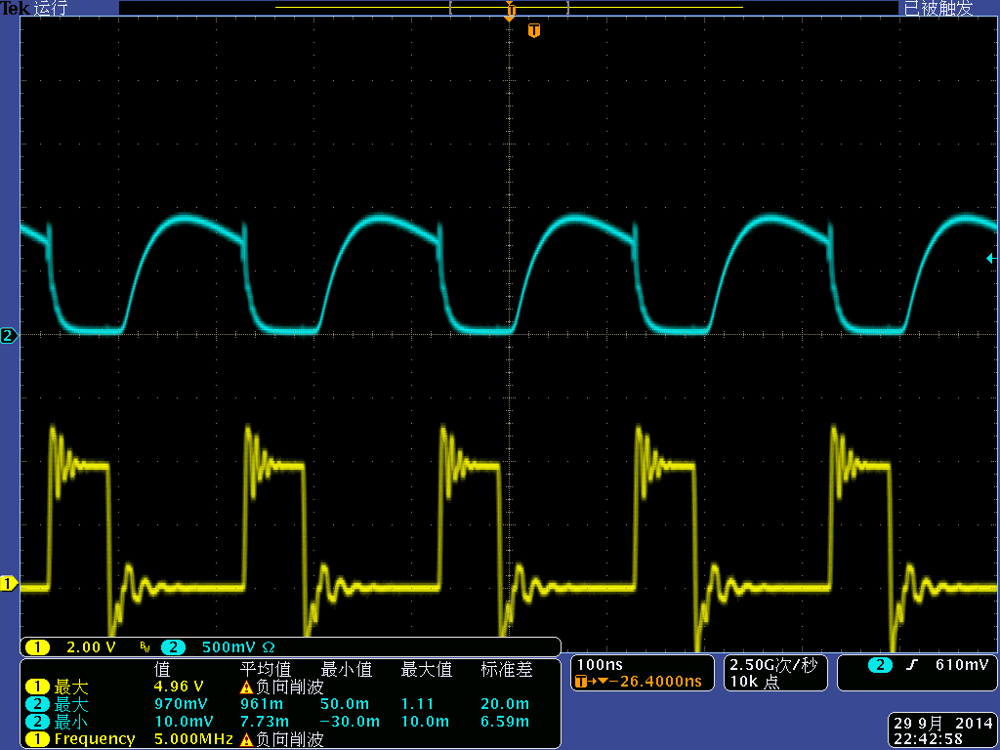 Tek 运行 T 已被触发
T
2
1
1 2.00 V BW 2 500mV Ω
值 平均值 最小值 最大值 标准差
1 最大 4.96 V 负向削波
2 最大 970mV 961m 50.0m 1.11 20.0m
2 最小 10.0mV 7.73m −30.0m 10.0m 6.59m
1 Frequency 5.000MHz 负向削波
100ns
T→▼−26.4000ns
2.50G次/秒
10k 点
2 610mV
29 9月 2014
22:42:58